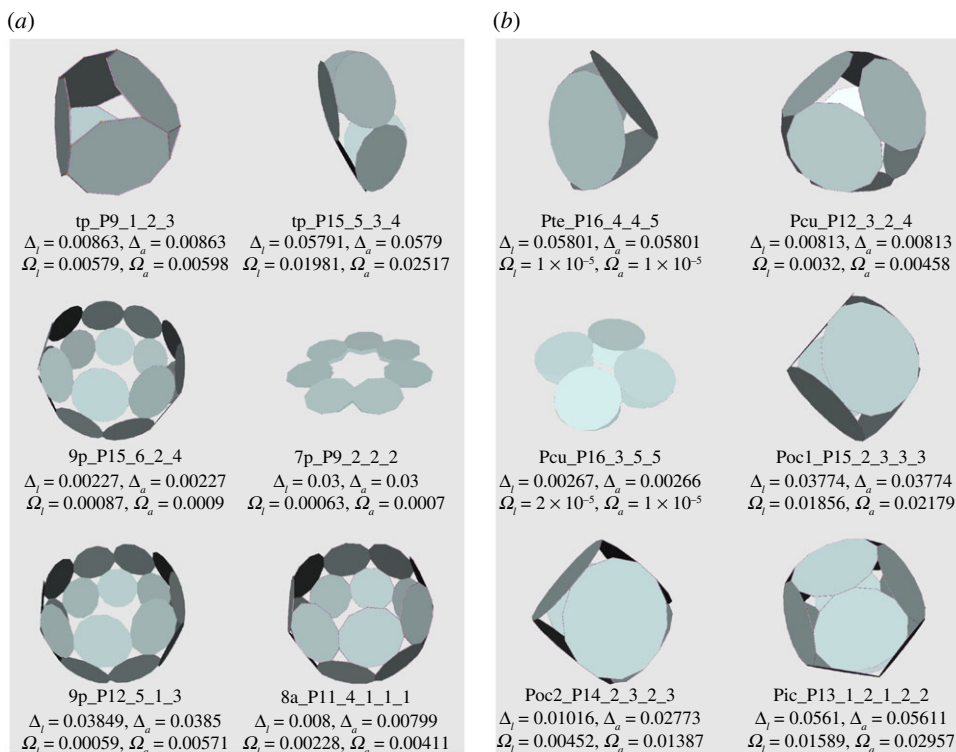 (a)
(b)
tp_P9_1_2_3
Δl = 0.00863, Δa = 0.00863
Ωl = 0.00579, Ωa = 0.00598
tp_P15_5_3_4
Δl = 0.05791, Δa = 0.0579
Ωl = 0.01981, Ωa = 0.02517
Pte_P16_4_4_5
Δl = 0.05801, Δa = 0.05801
Ωl = 1 × 10⁻⁵, Ωa = 1 × 10⁻⁵
Pcu_P12_3_2_4
Δl = 0.00813, Δa = 0.00813
Ωl = 0.0032, Ωa = 0.00458
9p_P15_6_2_4
Δl = 0.00227, Δa = 0.00227
Ωl = 0.00087, Ωa = 0.0009
7p_P9_2_2_2
Δl = 0.03, Δa = 0.03
Ωl = 0.00063, Ωa = 0.0007
Pcu_P16_3_5_5
Δl = 0.00267, Δa = 0.00266
Ωl = 2 × 10⁻⁵, Ωa = 1 × 10⁻⁵
Poc1_P15_2_3_3_3
Δl = 0.03774, Δa = 0.03774
Ωl = 0.01856, Ωa = 0.02179
9p_P12_5_1_3
Δl = 0.03849, Δa = 0.0385
Ωl = 0.00059, Ωa = 0.00571
8a_P11_4_1_1_1
Δl = 0.008, Δa = 0.00799
Ωl = 0.00228, Ωa = 0.00411
Poc2_P14_2_3_2_3
Δl = 0.01016, Δa = 0.02773
Ωl = 0.00452, Ωa = 0.01387
Pic_P13_1_2_1_2_2
Δl = 0.0561, Δa = 0.05611
Ωl = 0.01589, Ωa = 0.02957